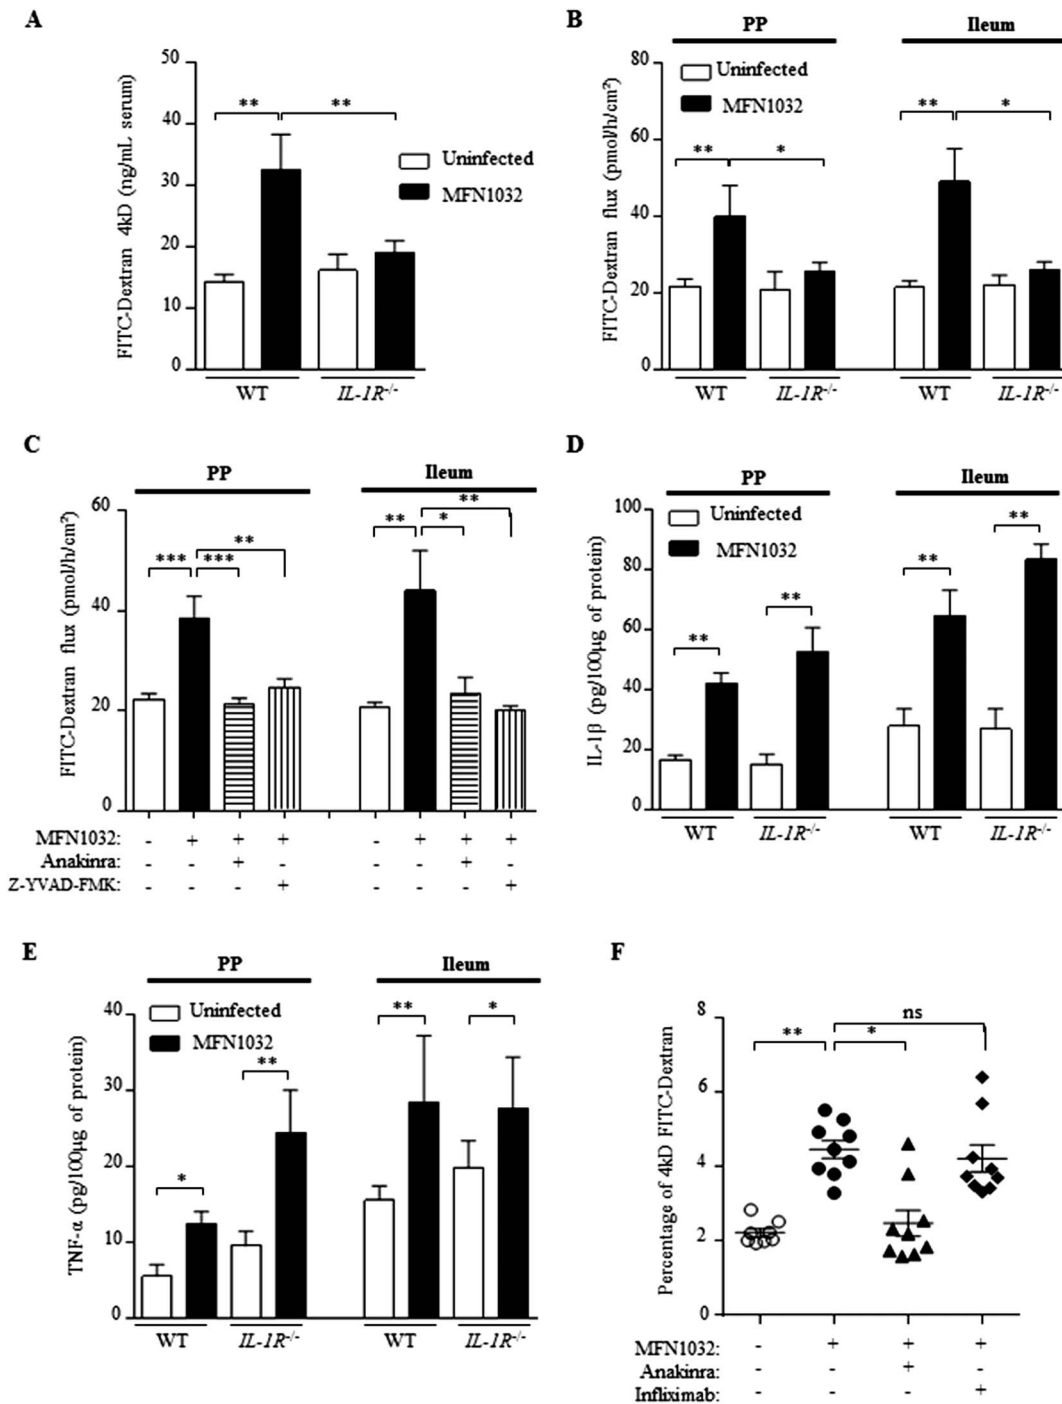 A
FITC-Dextran 4kD (ng/mL serum)
50
40
30
20
10
0
** **
Uninfected
MFN1032
WT IL-1R-/-
B
PP Ileum
FITC-Dextran flux (pmol/h/cm²)
80
60
40
20
0
Uninfected
MFN1032
** * ** *
WT IL-1R-/- WT IL-1R-/-
C
PP Ileum
FITC-Dextran flux (pmol/h/cm²)
60
40
20
0
*** *** ** ** * **
MFN1032: - + + + - + + +
Anakinra: - - + - - - + -
Z-YVAD-FMK: - - - + - - - +
D
PP Ileum
IL-1β (pg/100µg of protein)
100
80
60
40
20
0
Uninfected
MFN1032
** ** ** **
WT IL-1R-/- WT IL-1R-/-
E
PP Ileum
TNF-α (pg/100µg of protein)
40
30
20
10
0
Uninfected
MFN1032
* ** ** *
WT IL-1R-/- WT IL-1R-/-
F
Percentage of 4kD FITC-Dextran
8
6
4
2
0
** * ns
MFN1032: - + + +
Anakinra: - - + -
Infliximab: - - - +